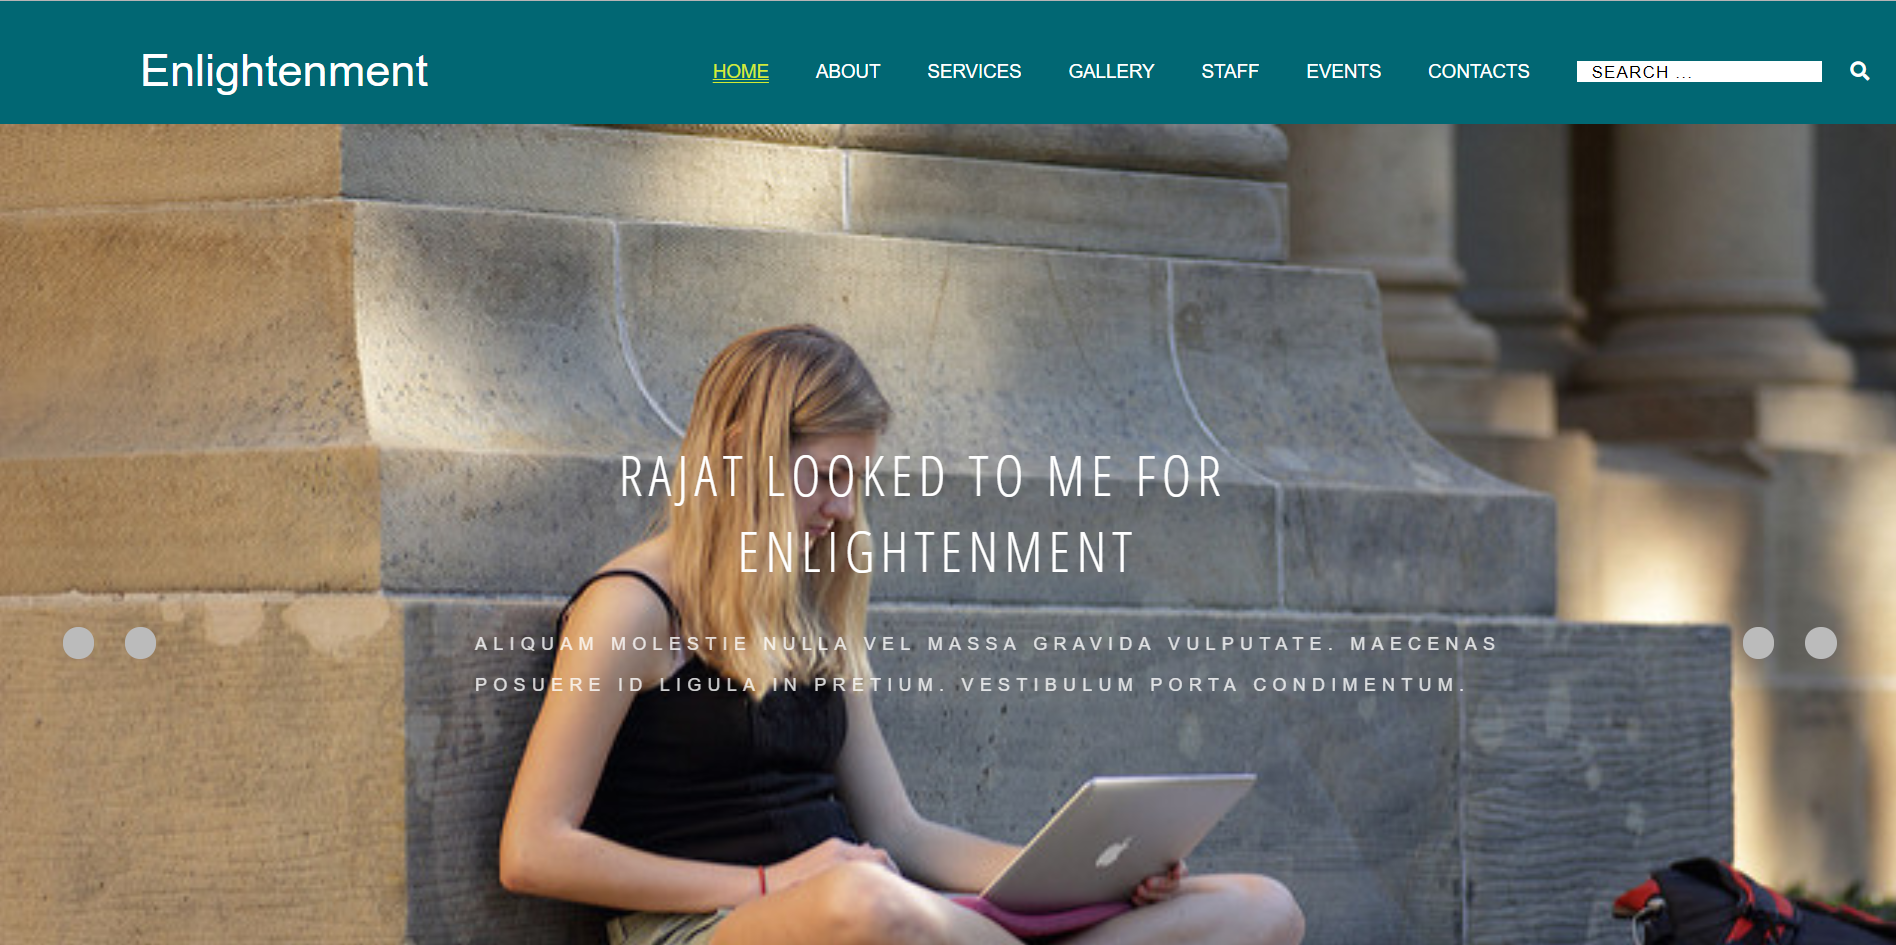 Enlightenment
HOME ABOUT SERVICES GALLERY STAFF EVENTS CONTACTS SEARCH ...
RAJAT LOOKED TO ME FOR
ENLIGHTENMENT
ALIQUAM MOLESTIE NULLA VEL MASSA GRAVIDA VULPUTATE. MAECENAS
POSUERE ID LIGULA IN PRETIUM. VESTIBULUM PORTA CONDIMENTUM.